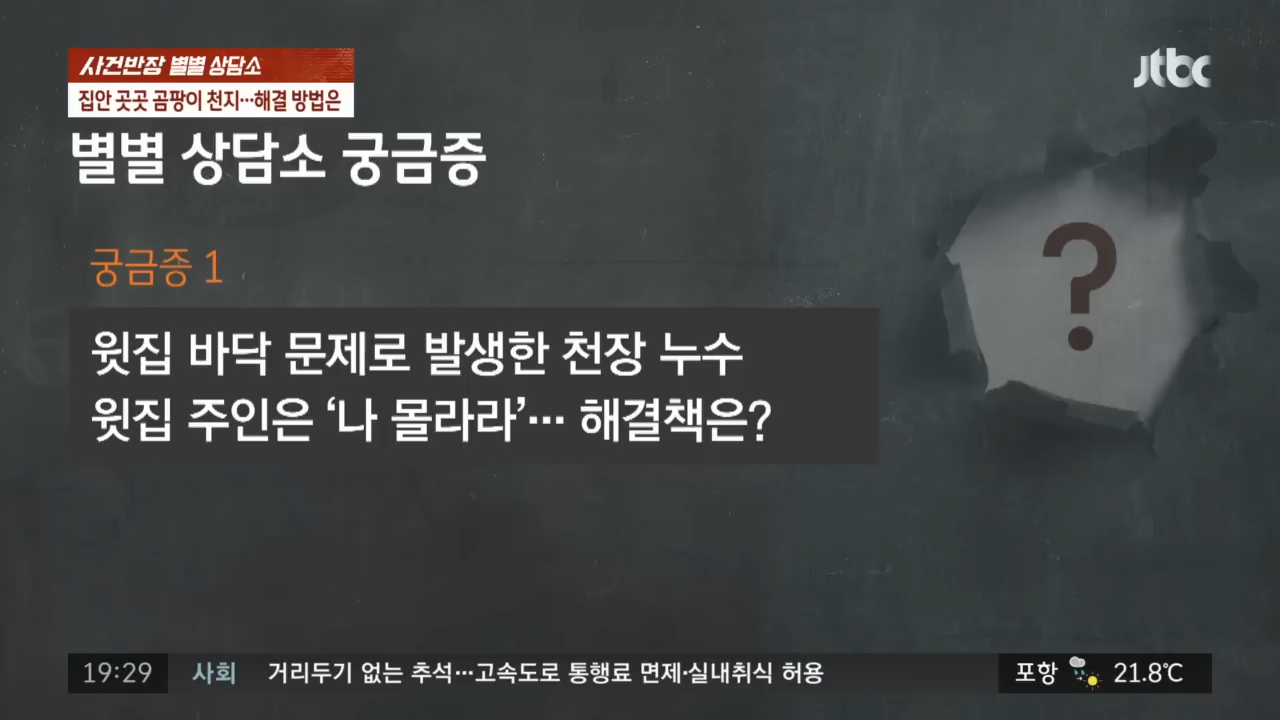 사건반장 별별 상담소
집안 곳곳 곰팡이 천지···해결 방법은
jtbc
별별 상담소 궁금증
궁금증 1
윗집 바닥 문제로 발생한 천장 누수
윗집 주인은 ‘나 몰라라’··· 해결책은?
?
19:29 사회 거리두기 없는 추석···고속도로 통행료 면제·실내취식 허용 포항 21.8℃